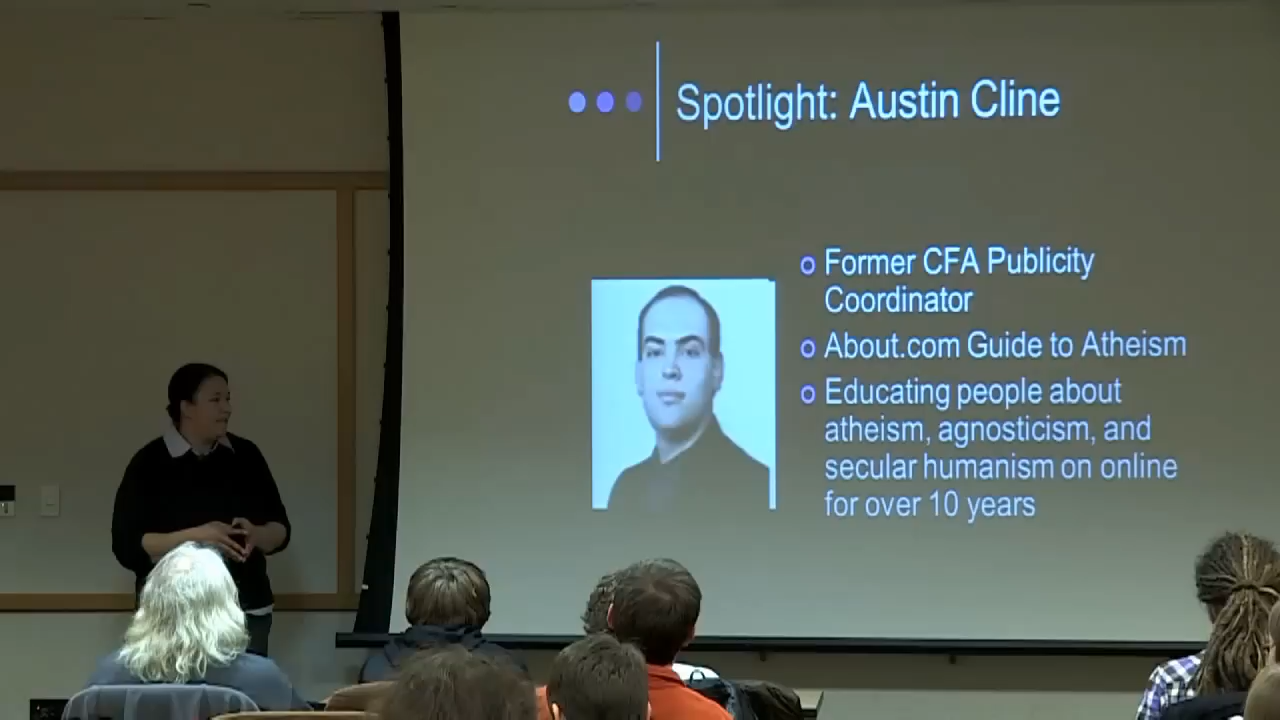 Spotlight: Austin Cline
Former CFA Publicity
Coordinator
About.com Guide to Atheism
Educating people about
atheism, agnosticism, and
secular humanism on online
for over 10 years